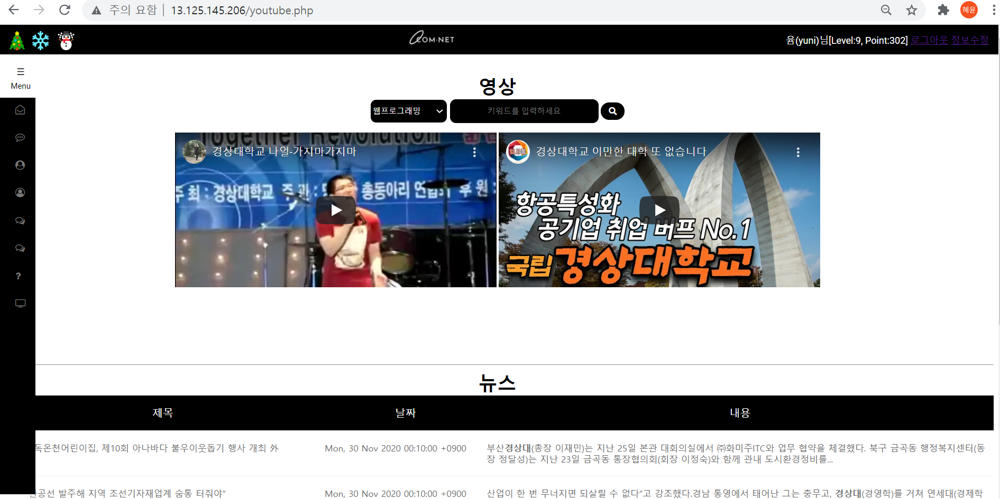 주의 요함 | 13.125.145.206/youtube.php
혜윤
COM·NET
윰(yuni)님[Level:9, Point:302] 로그아웃 정보수정
☰
Menu
영상
웹프로그래밍
키워드를 입력하세요
Together Revolution
경상대학교 나얼-가지마가지마
주 최 : 경상대학교 주 관 : 총동아리 연합회 후 원 :
경상대학교 이만한 대학 또 없습니다
항공특성화
공기업 취업 버프 No.1
국립 경상대학교
?
뉴스
제목 날짜 내용
독온천어린이집, 제10회 아나바다 불우이웃돕기 행사 개최 外
Mon, 30 Nov 2020 00:10:00 +0900
부산경상대(총장 이재민)는 지난 25일 본관 대회의실에서 ㈜화미주ITC와 업무 협약을 체결했다. 북구 금곡동 행정복지센터(동
장 정달성)는 지난 23일 금곡동 통장협의회(회장 이정숙)와 함께 관내 도시환경정비를...
관공선 발주해 지역 조선기자재업계 숨통 터줘야”
Mon, 30 Nov 2020 00:10:00 +0900
산업이 한 번 무너지면 되살릴 수 없다”고 강조했다.경남 통영에서 태어난 그는 충무고, 경상대(경영학)를 거쳐 연세대(경제학